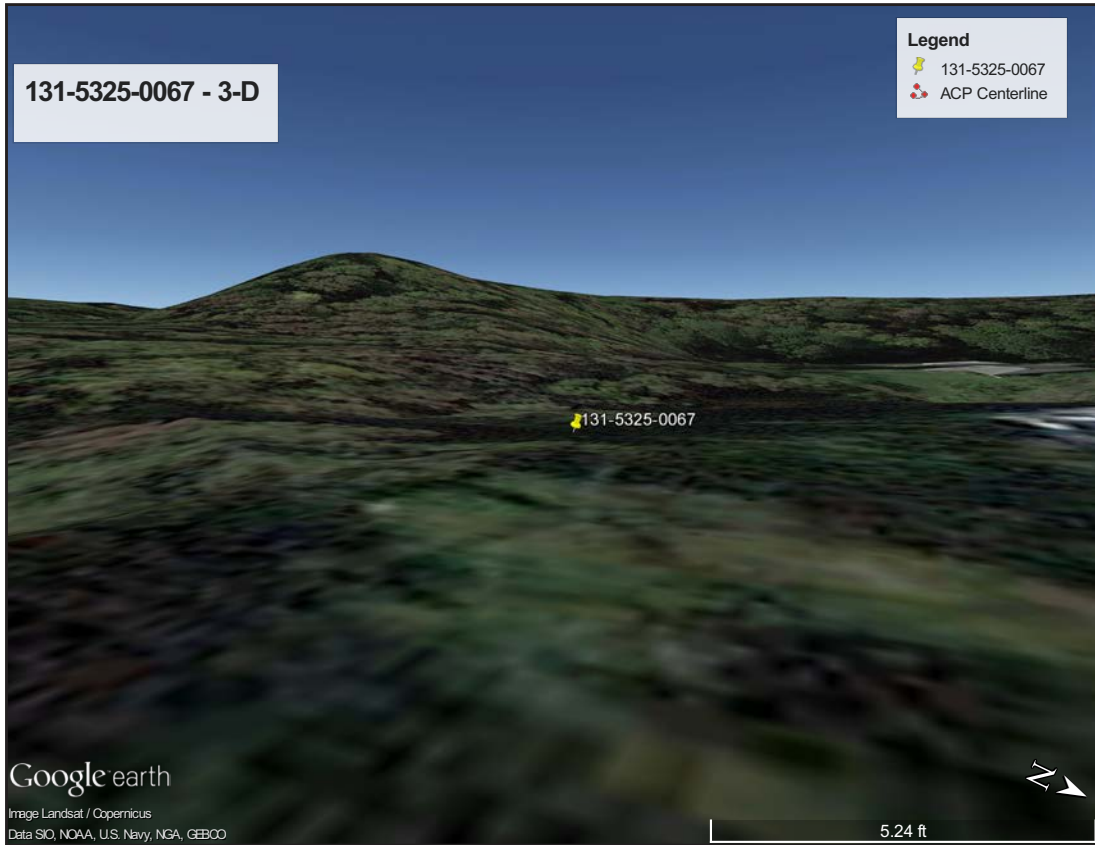 131-5325-0067 - 3-D
Legend
131-5325-0067
ACP Centerline
131-5325-0067
Google earth
N
Image Landsat / Copernicus
Data SIO, NOAA, U.S. Navy, NGA, GEBCO
5.24 ft